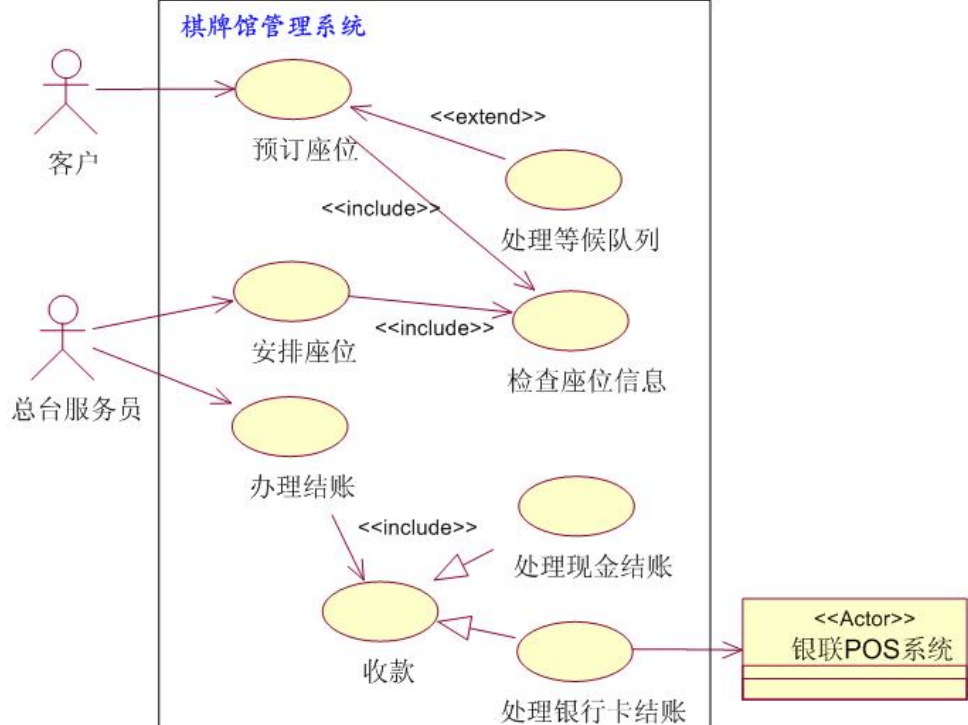 棋牌馆管理系统
客户
预订座位
<<extend>>
处理等候队列
<<include>>
安排座位
<<include>>
检查座位信息
总台服务员
办理结账
<<include>>
处理现金结账
收款
处理银行卡结账
<<Actor>>
银联POS系统